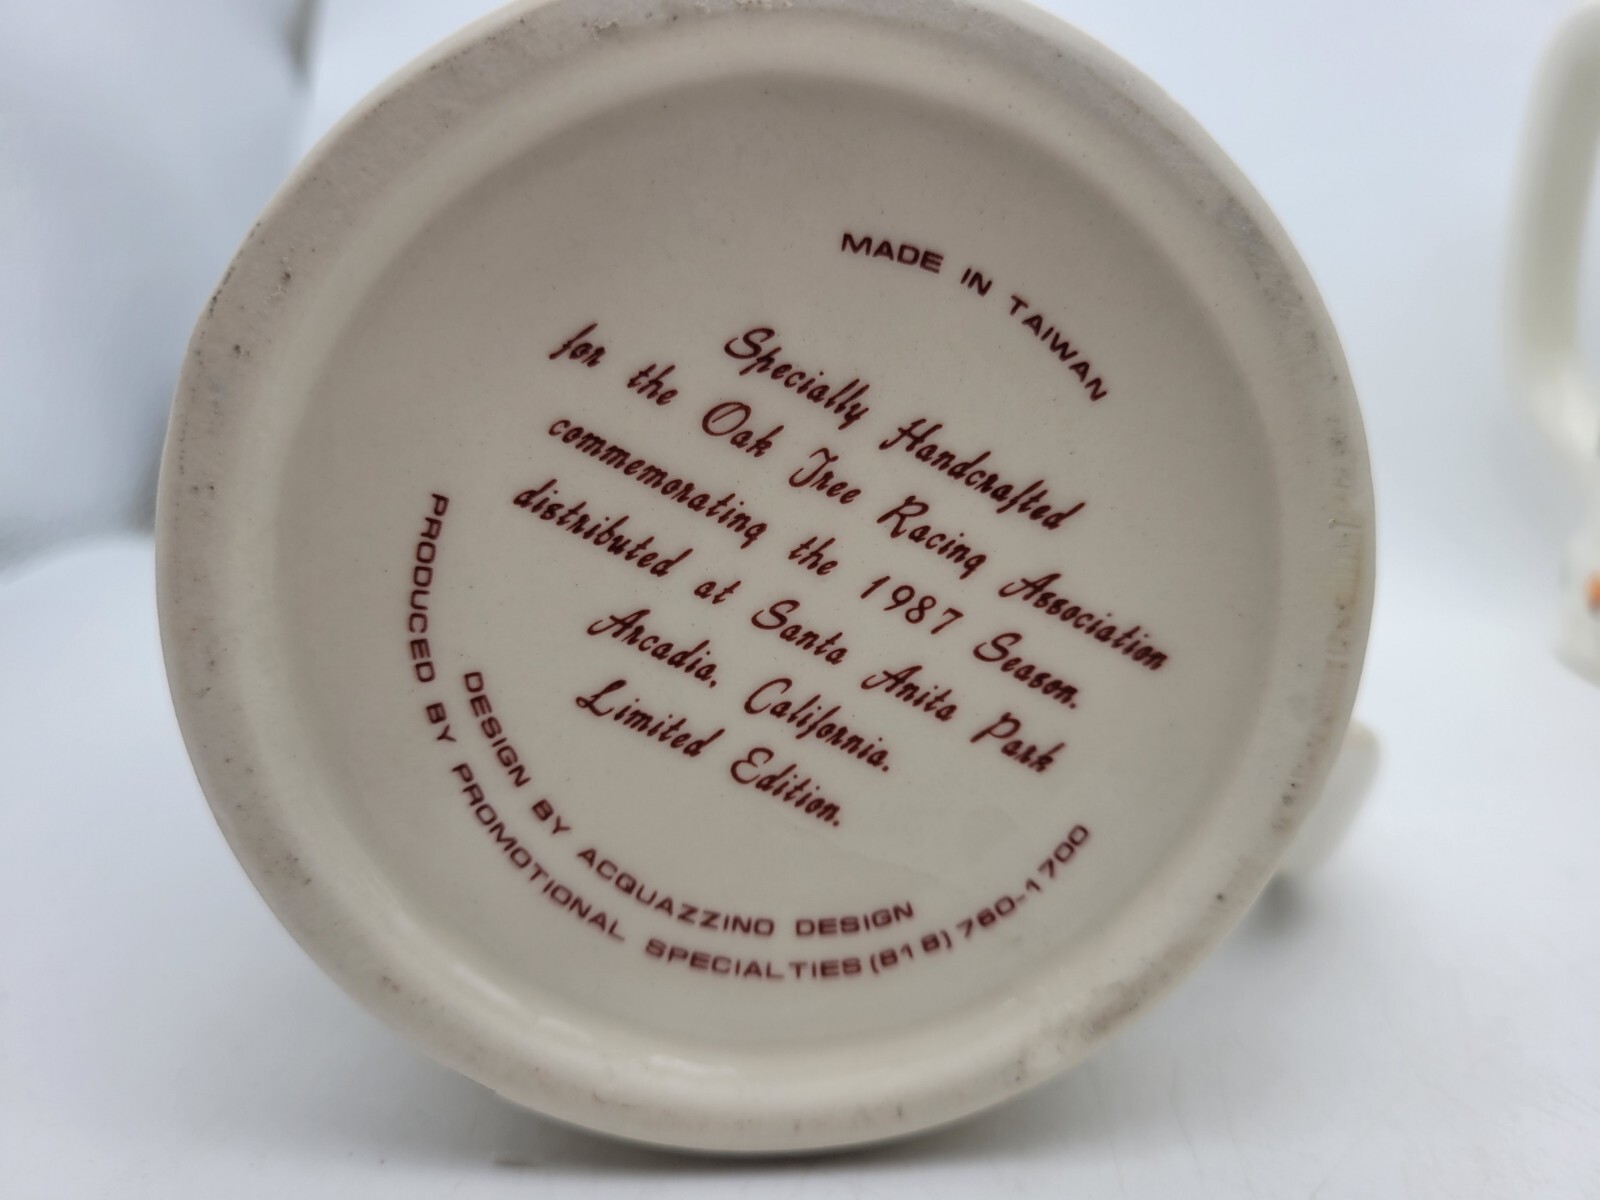 MADE IN TAIWAN
Specially Handcrafted
for the Oak Tree Racing Association
commemorating the 1987 Season.
distributed at Santa Anita Park
Arcadia, California.
Limited Edition.
DESIGN BY ACQUAZZINO DESIGN
PRODUCED BY PROMOTIONAL SPECIALTIES (818) 760-1700